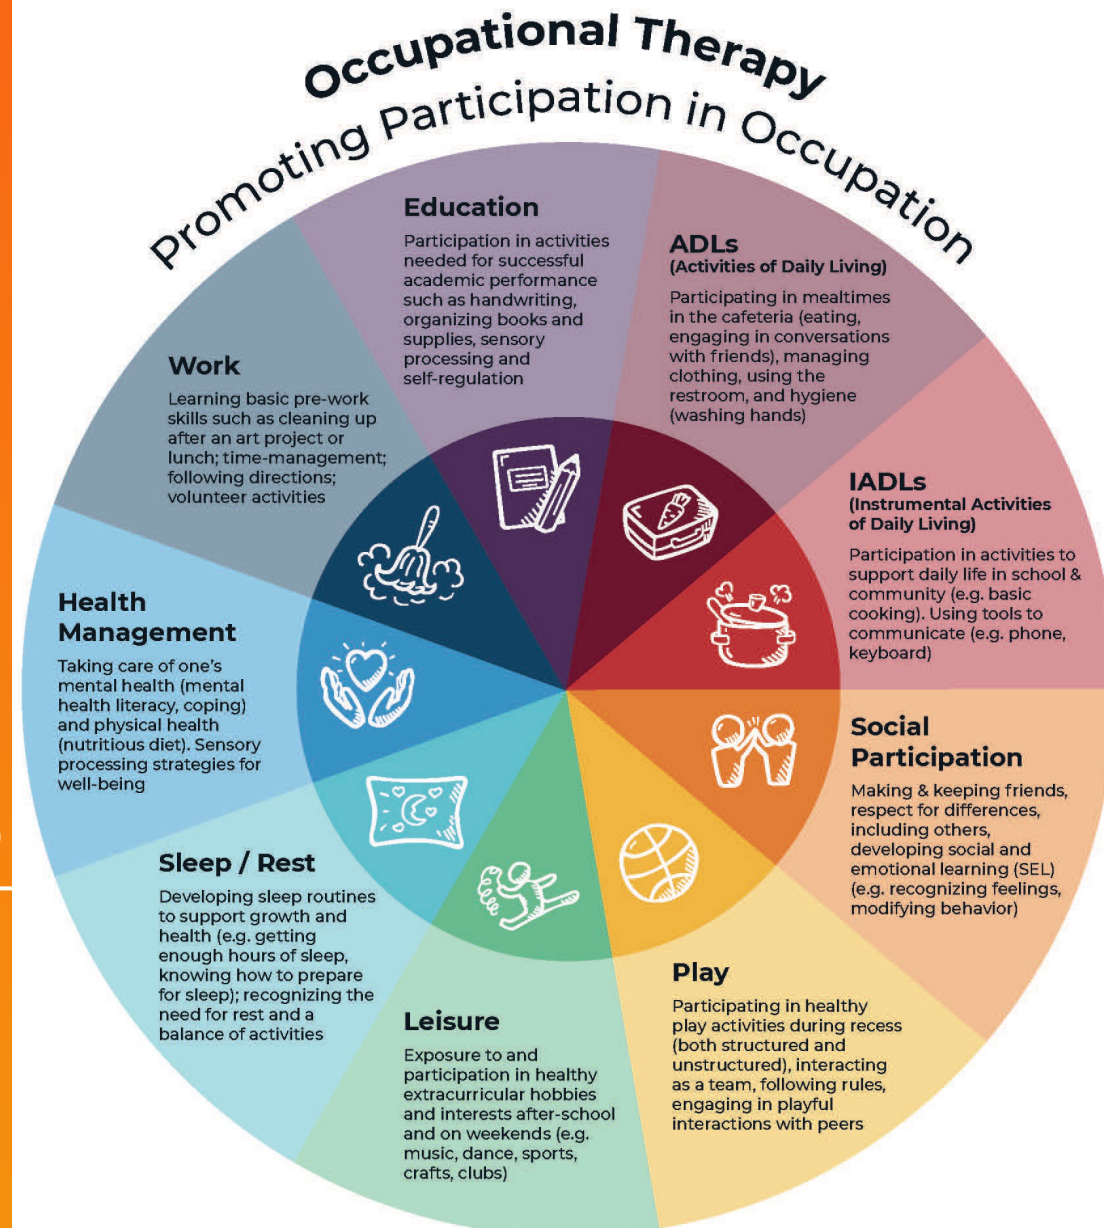 Occupational Therapy
Promoting Participation in Occupation
Education
Participation in activities
needed for successful
academic performance
such as handwriting,
organizing books and
supplies, sensory
processing and
self-regulation
ADLs
(Activities of Daily Living)
Participating in mealtimes
in the cafeteria (eating,
engaging in conversations
with friends), managing
clothing, using the
restroom, and hygiene
(washing hands)
IADLs
(Instrumental Activities
of Daily Living)
Participation in activities to
support daily life in school &
community (e.g. basic
cooking). Using tools to
communicate (e.g. phone,
keyboard)
Social
Participation
Making & keeping friends,
respect for differences,
including others,
developing social and
emotional learning (SEL)
(e.g. recognizing feelings,
modifying behavior)
Play
Participating in healthy
play activities during recess
(both structured and
unstructured), interacting
as a team, following rules,
engaging in playful
interactions with peers
Leisure
Exposure to and
participation in healthy
extracurricular hobbies
and interests after-school
and on weekends (e.g.
music, dance, sports,
crafts, clubs)
Sleep / Rest
Developing sleep routines
to support growth and
health (e.g. getting
enough hours of sleep,
knowing how to prepare
for sleep); recognizing the
need for rest and a
balance of activities
Health
Management
Taking care of one's
mental health (mental
health literacy, coping)
and physical health
(nutritious diet). Sensory
processing strategies for
well-being
Work
Learning basic pre-work
skills such as cleaning up
after an art project or
lunch; time-management;
following directions;
volunteer activities